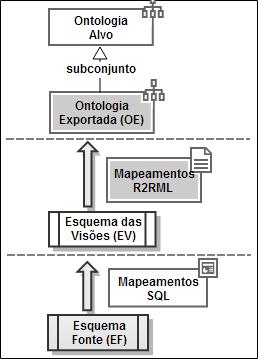 Ontologia
Alvo
subconjunto
Ontologia
Exportada (OE)
Mapeamentos
R2RML
Esquema das
Visões (EV)
Mapeamentos
SQL
Esquema
Fonte (EF)